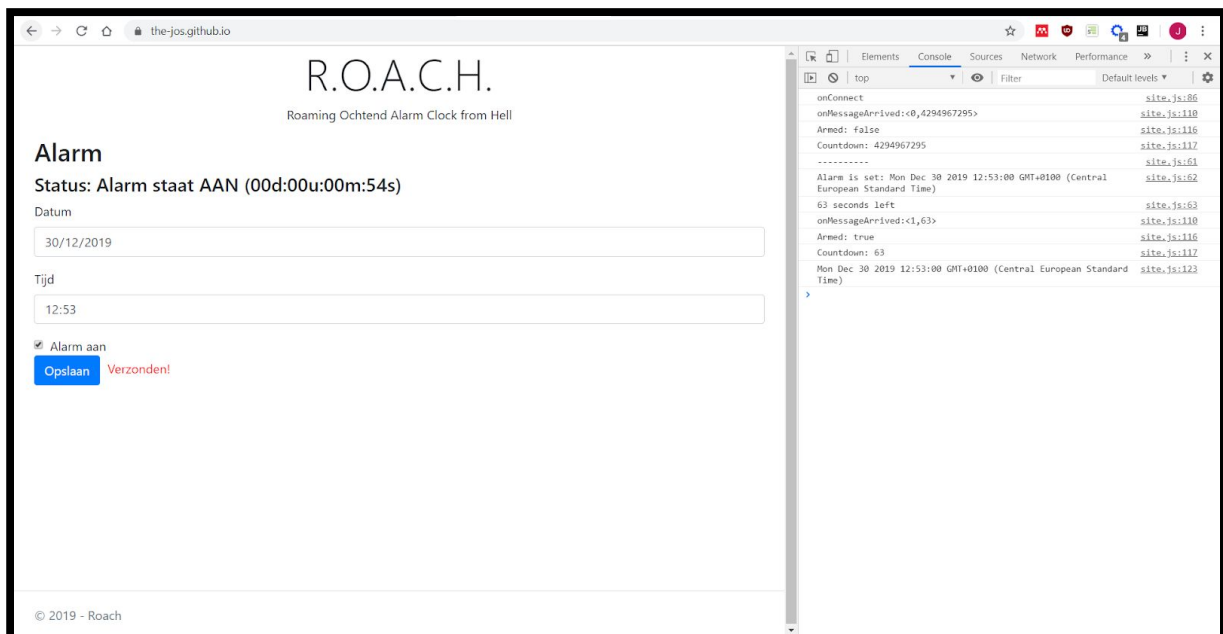 the-jos.github.io
4
JB
J
R.O.A.C.H.
Roaming Ochtend Alarm Clock from Hell
Alarm
Status: Alarm staat AAN (00d:00u:00m:54s)
Datum
30/12/2019
Tijd
12:53
Alarm aan
Opslaan Verzonden!
© 2019 - Roach
Elements Console Sources Network Performance »
top Filter Default levels
onConnect site.js:86
onMessageArrived:<0,4294967295> site.js:110
Armed: false site.js:116
Countdown: 4294967295 site.js:117
---------- site.js:61
Alarm is set: Mon Dec 30 2019 12:53:00 GMT+0100 (Central site.js:62
European Standard Time)
63 seconds left site.js:63
onMessageArrived:<1,63> site.js:110
Armed: true site.js:116
Countdown: 63 site.js:117
Mon Dec 30 2019 12:53:00 GMT+0100 (Central European Standard site.js:123
Time)